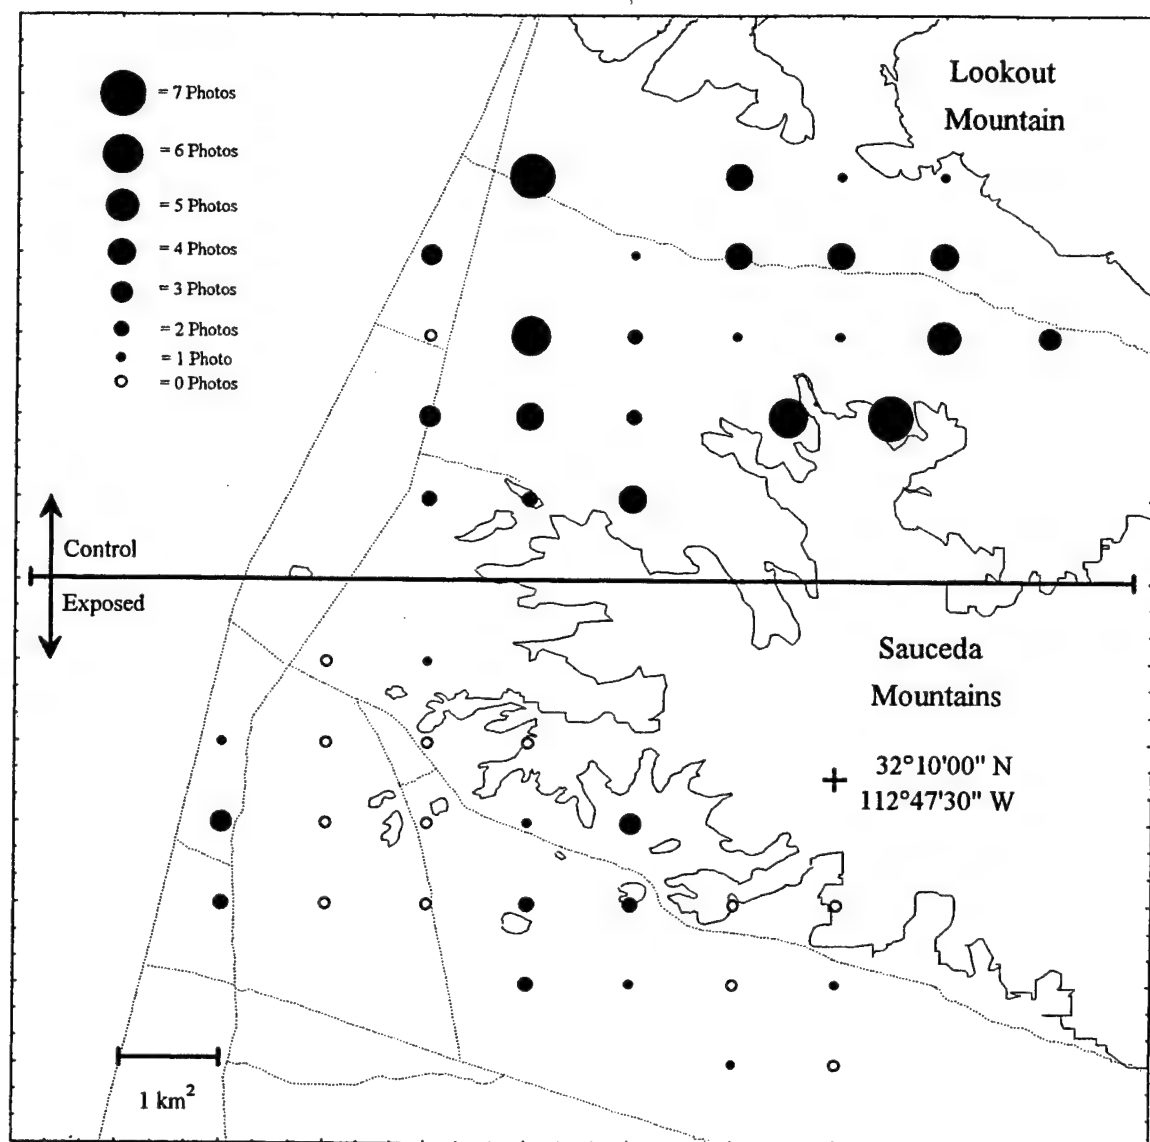 = 7 Photos
= 6 Photos
= 5 Photos
= 4 Photos
= 3 Photos
= 2 Photos
= 1 Photo
= 0 Photos
Lookout
Mountain
Control
Exposed
Sauceda
Mountains
32°10'00" N
112°47'30" W
1 km²